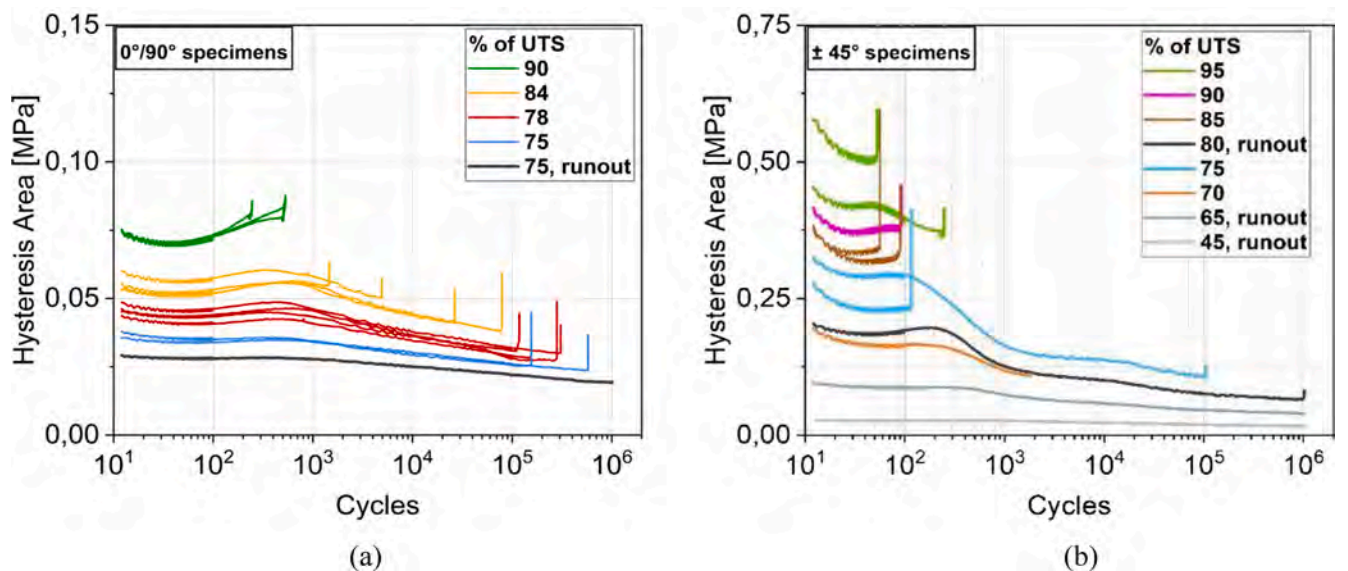 0°/90° specimens
% of UTS
90
84
78
75
75, runout
0,15
0,10
0,05
0,00
Hysteresis Area [MPa]
10¹
10²
10³
10⁴
10⁵
10⁶
Cycles
(a)
± 45° specimens
% of UTS
95
90
85
80, runout
75
70
65, runout
45, runout
0,75
0,50
0,25
0,00
Hysteresis Area [MPa]
10¹
10²
10³
10⁴
10⁵
10⁶
Cycles
(b)